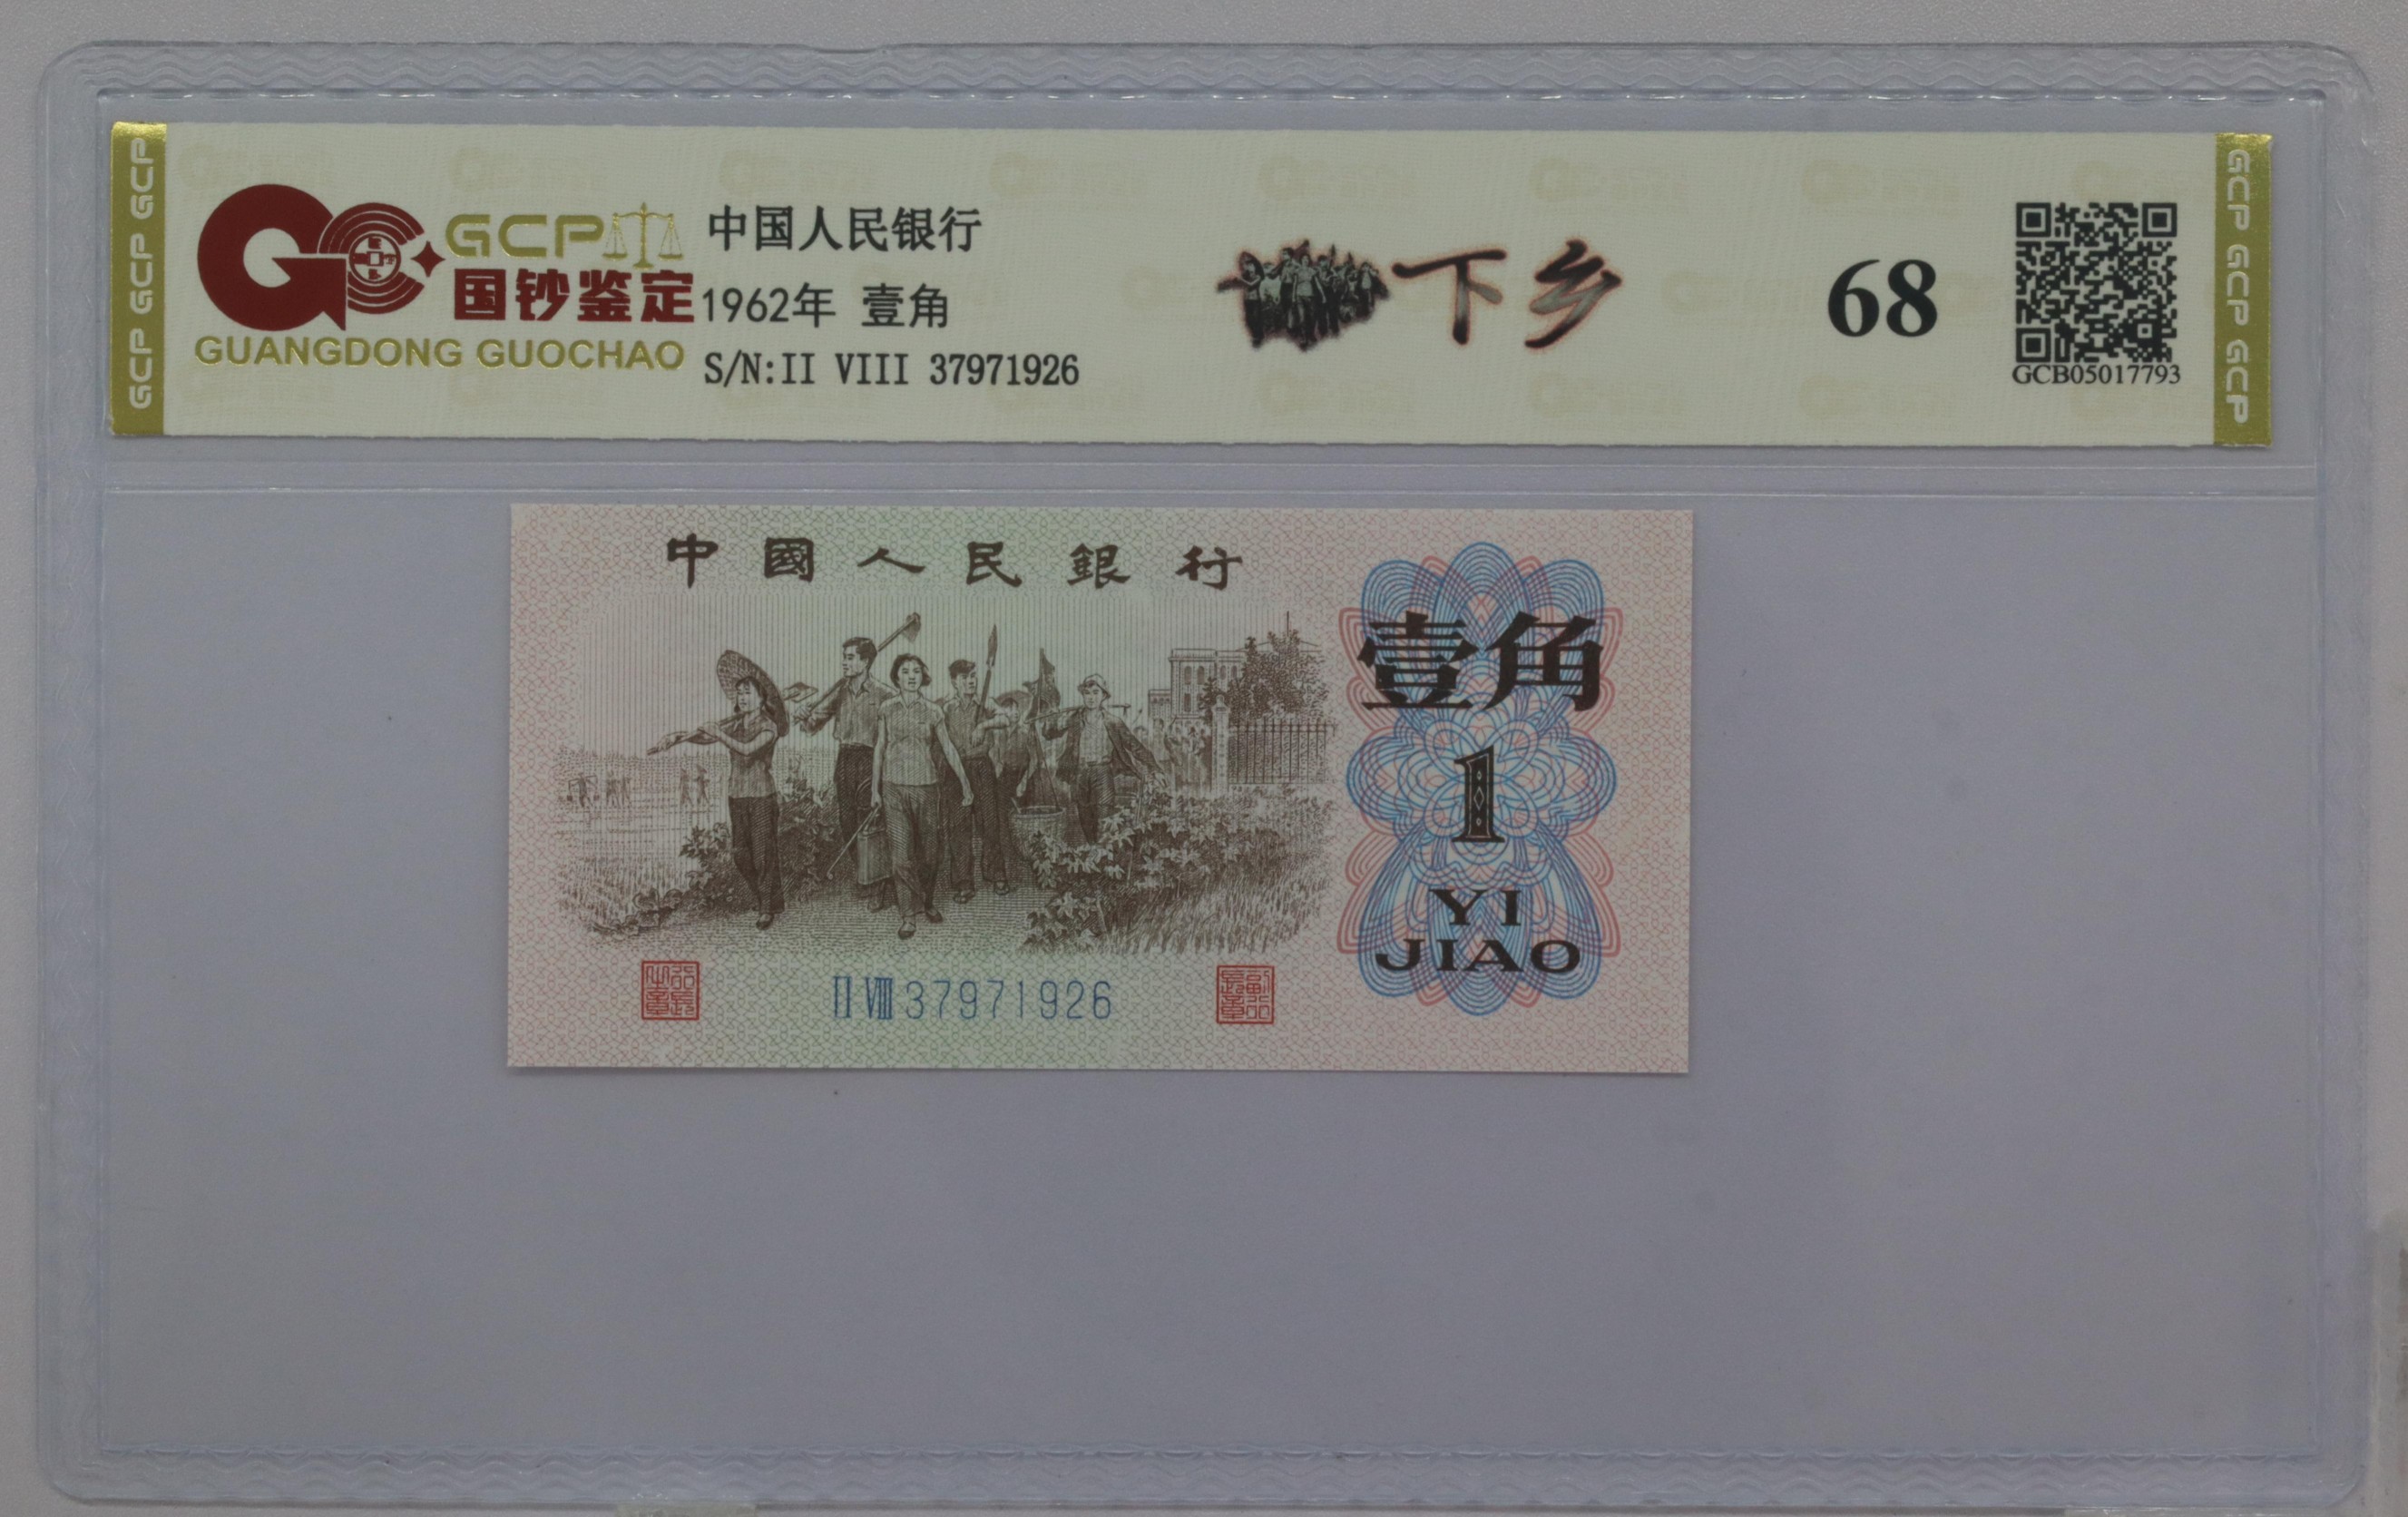 GCP GCP GCP
GCP
国钞鉴定
GUANGDONG GUOCHAO
中国人民银行
1962年 壹角
S/N:II VIII 37971926
下乡
68
GCB05017793
GCP GCP GCP
中國人民銀行
壹角
1
YI
JIAO
II VIII 37971926